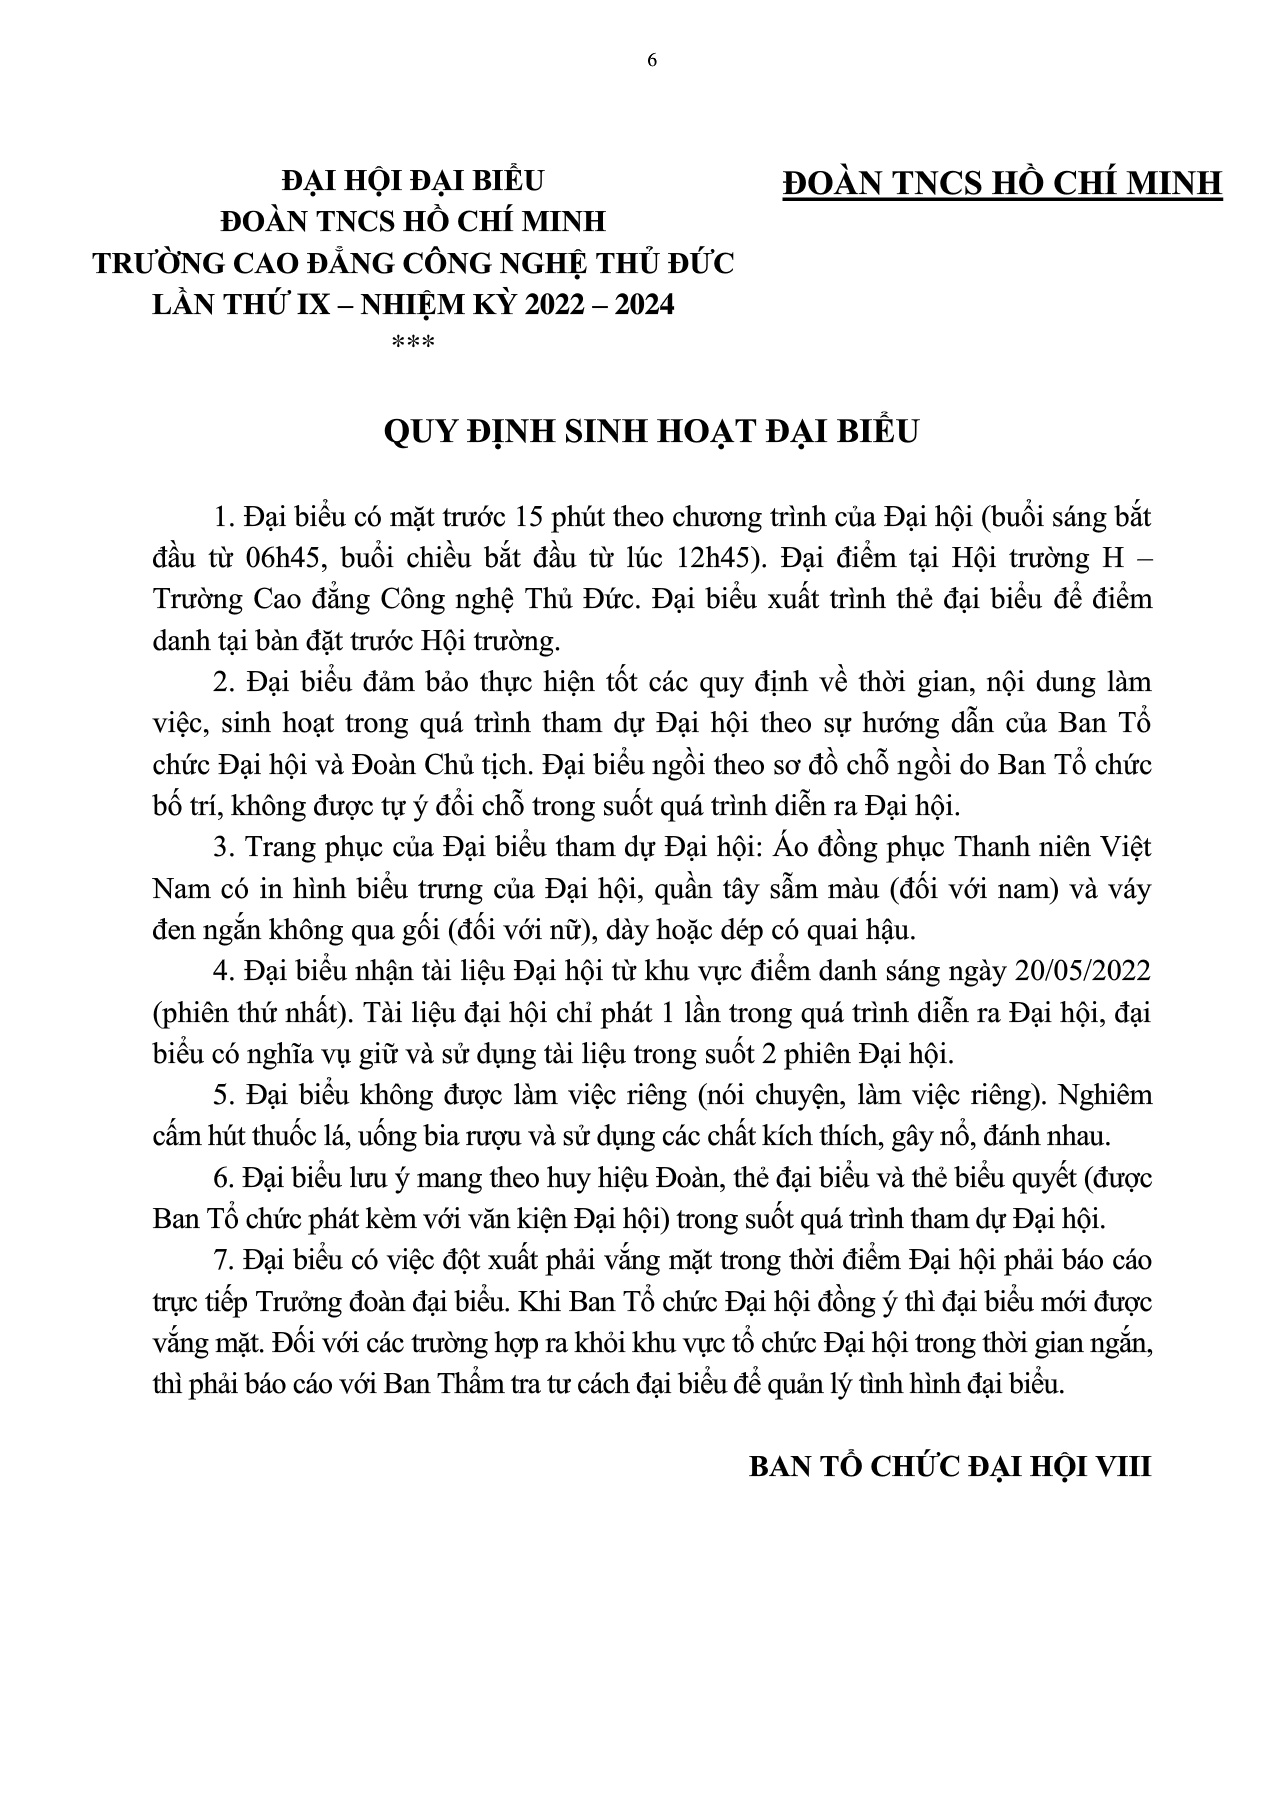 6
ĐẠI HỘI ĐẠI BIỂU
ĐOÀN TNCS HỒ CHÍ MINH
TRƯỜNG CAO ĐẲNG CÔNG NGHỆ THỦ ĐỨC
LẦN THỨ IX – NHIỆM KỲ 2022 – 2024
***
ĐOÀN TNCS HỒ CHÍ MINH
QUY ĐỊNH SINH HOẠT ĐẠI BIỂU
1. Đại biểu có mặt trước 15 phút theo chương trình của Đại hội (buổi sáng bắt
đầu từ 06h45, buổi chiều bắt đầu từ lúc 12h45). Đại điểm tại Hội trường H –
Trường Cao đẳng Công nghệ Thủ Đức. Đại biểu xuất trình thẻ đại biểu để điểm
danh tại bàn đặt trước Hội trường.
2. Đại biểu đảm bảo thực hiện tốt các quy định về thời gian, nội dung làm
việc, sinh hoạt trong quá trình tham dự Đại hội theo sự hướng dẫn của Ban Tổ
chức Đại hội và Đoàn Chủ tịch. Đại biểu ngồi theo sơ đồ chỗ ngồi do Ban Tổ chức
bố trí, không được tự ý đổi chỗ trong suốt quá trình diễn ra Đại hội.
3. Trang phục của Đại biểu tham dự Đại hội: Áo đồng phục Thanh niên Việt
Nam có in hình biểu trưng của Đại hội, quần tây sẫm màu (đối với nam) và váy
đen ngắn không qua gối (đối với nữ), dày hoặc dép có quai hậu.
4. Đại biểu nhận tài liệu Đại hội từ khu vực điểm danh sáng ngày 20/05/2022
(phiên thứ nhất). Tài liệu đại hội chỉ phát 1 lần trong quá trình diễn ra Đại hội, đại
biểu có nghĩa vụ giữ và sử dụng tài liệu trong suốt 2 phiên Đại hội.
5. Đại biểu không được làm việc riêng (nói chuyện, làm việc riêng). Nghiêm
cấm hút thuốc lá, uống bia rượu và sử dụng các chất kích thích, gây nổ, đánh nhau.
6. Đại biểu lưu ý mang theo huy hiệu Đoàn, thẻ đại biểu và thẻ biểu quyết (được
Ban Tổ chức phát kèm với văn kiện Đại hội) trong suốt quá trình tham dự Đại hội.
7. Đại biểu có việc đột xuất phải vắng mặt trong thời điểm Đại hội phải báo cáo
trực tiếp Trưởng đoàn đại biểu. Khi Ban Tổ chức Đại hội đồng ý thì đại biểu mới được
vắng mặt. Đối với các trường hợp ra khỏi khu vực tổ chức Đại hội trong thời gian ngắn,
thì phải báo cáo với Ban Thẩm tra tư cách đại biểu để quản lý tình hình đại biểu.
BAN TỔ CHỨC ĐẠI HỘI VIII